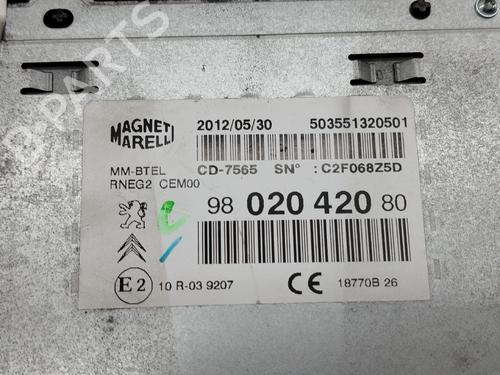 B-PARTS
MAGNETI
MARELLI
2012/05/30 503551320501
MM-BTEL CD-7565 SN° : C2F068Z5D
RNEG2 CEM00
98 020 420 80
E2 10 R-03 9207 CE 18770B 26